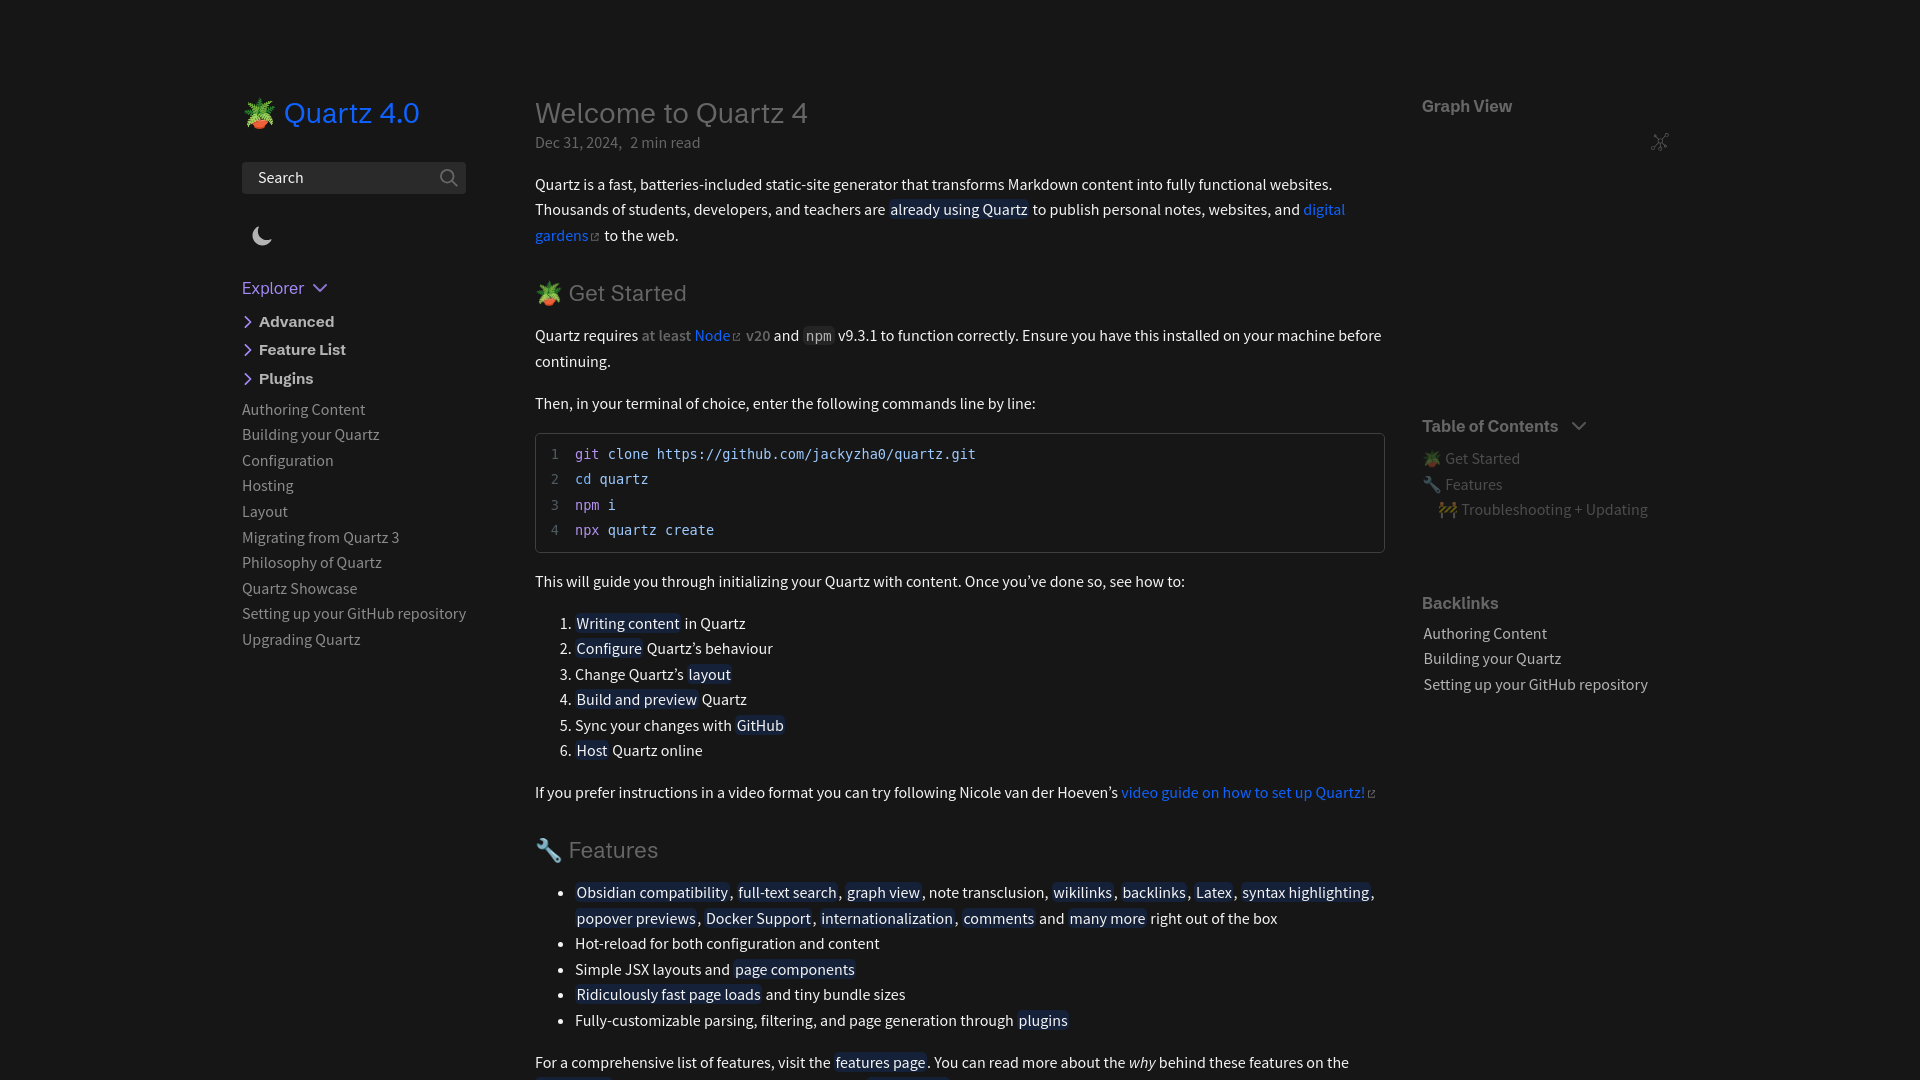 🪴 Quartz 4.0
Search
Explorer
Advanced
Feature List
Plugins
Authoring Content
Building your Quartz
Configuration
Hosting
Layout
Migrating from Quartz 3
Philosophy of Quartz
Quartz Showcase
Setting up your GitHub repository
Upgrading Quartz
Welcome to Quartz 4
Dec 31, 2024, 2 min read
Quartz is a fast, batteries-included static-site generator that transforms Markdown content into fully functional websites.
Thousands of students, developers, and teachers are already using Quartz to publish personal notes, websites, and digital
gardens to the web.
🪴 Get Started
Quartz requires at least Node v20 and npm v9.3.1 to function correctly. Ensure you have this installed on your machine before
continuing.
Then, in your terminal of choice, enter the following commands line by line:
1 git clone https://github.com/jackyzha0/quartz.git
2 cd quartz
3 npm i
4 npx quartz create
This will guide you through initializing your Quartz with content. Once you’ve done so, see how to:
1. Writing content in Quartz
2. Configure Quartz’s behaviour
3. Change Quartz’s layout
4. Build and preview Quartz
5. Sync your changes with GitHub
6. Host Quartz online
If you prefer instructions in a video format you can try following Nicole van der Hoeven’s video guide on how to set up Quartz!
🔧 Features
• Obsidian compatibility, full-text search, graph view, note transclusion, wikilinks, backlinks, Latex, syntax highlighting,
popover previews, Docker Support, internationalization, comments and many more right out of the box
• Hot-reload for both configuration and content
• Simple JSX layouts and page components
• Ridiculously fast page loads and tiny bundle sizes
• Fully-customizable parsing, filtering, and page generation through plugins
For a comprehensive list of features, visit the features page. You can read more about the why behind these features on the
Graph View
Table of Contents
🪴 Get Started
🔧 Features
🚧 Troubleshooting + Updating
Backlinks
Authoring Content
Building your Quartz
Setting up your GitHub repository